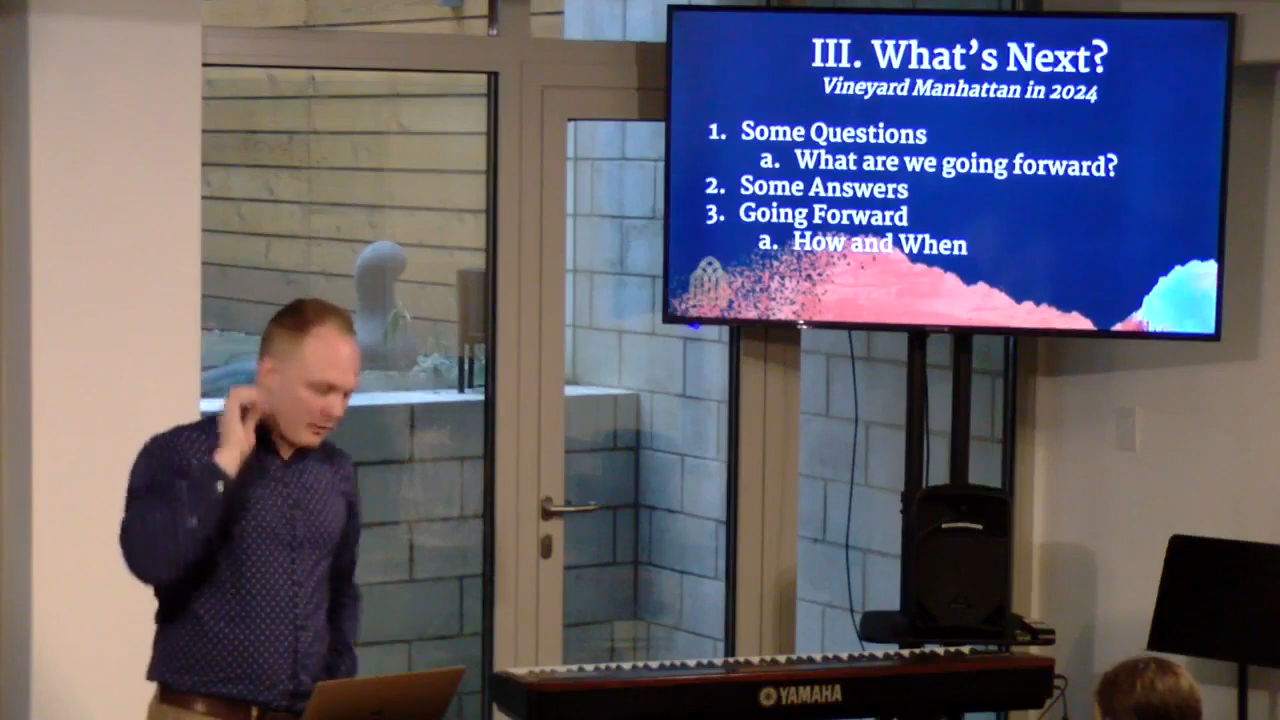 III. What's Next?
Vineyard Manhattan in 2024
1. Some Questions
a. What are we going forward?
2. Some Answers
3. Going Forward
a. How and When
YAMAHA